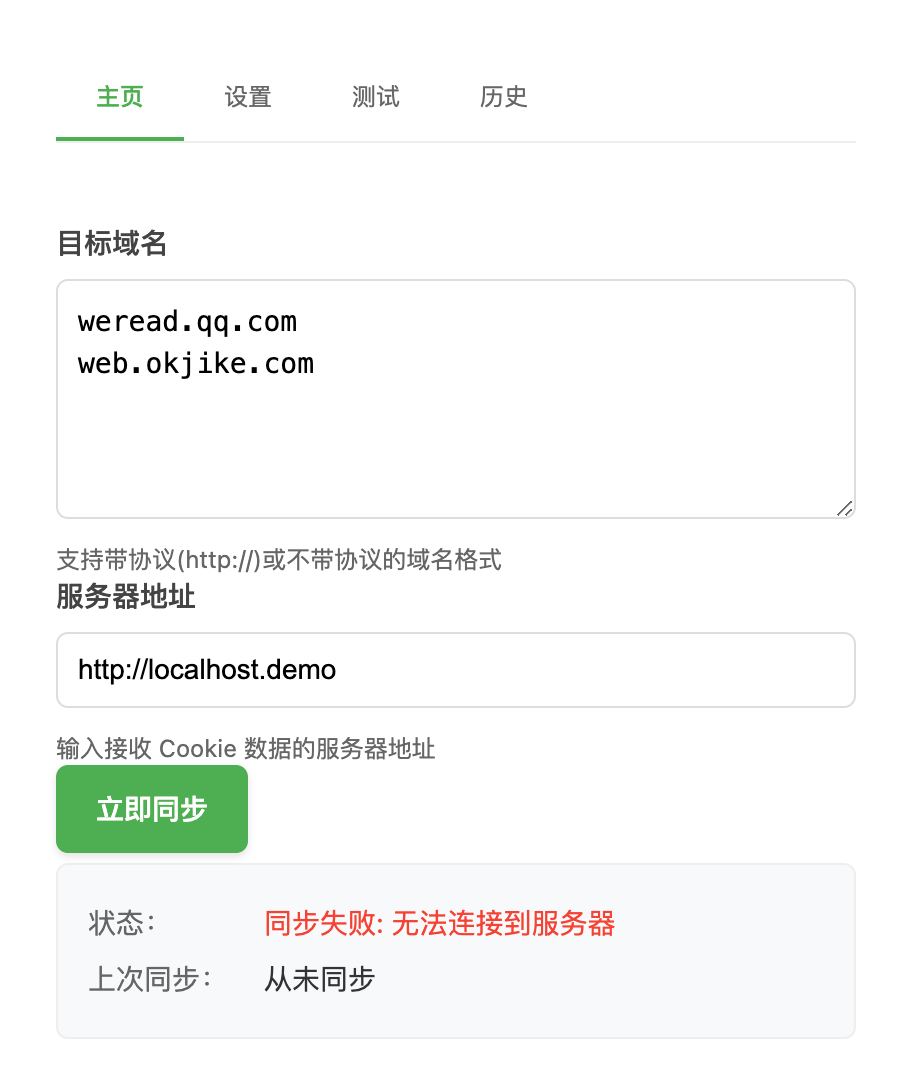 主页 设置 测试 历史
目标域名
weread.qq.com
web.okjike.com
支持带协议(http://)或不带协议的域名格式
服务器地址
http://localhost.demo
输入接收 Cookie 数据的服务器地址
立即同步
状态： 同步失败: 无法连接到服务器
上次同步： 从未同步